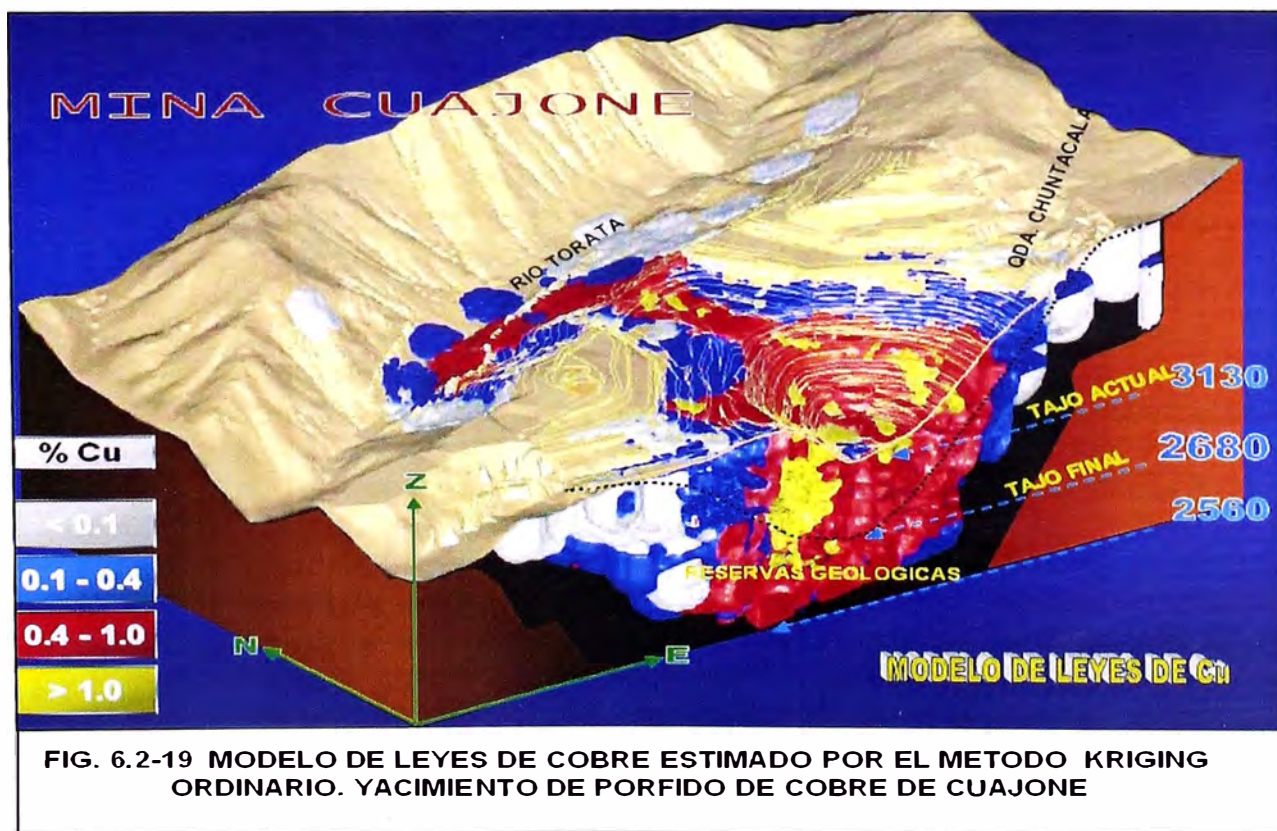 MINA CUAJONE
RIO TORATA
QDA. CHUNTACALA
TAJO ACTUAL
3130
2680
TAJO FINAL
2560
% Cu
< 0.1
0.1 - 0.4
0.4 - 1.0
> 1.0
Z
N
E
RESERVAS GEOLOGICAS
MODELO DE LEYES DE Cu
FIG. 6.2-19 MODELO DE LEYES DE COBRE ESTIMADO POR EL METODO KRIGING
ORDINARIO. YACIMIENTO DE PORFIDO DE COBRE DE CUAJONE